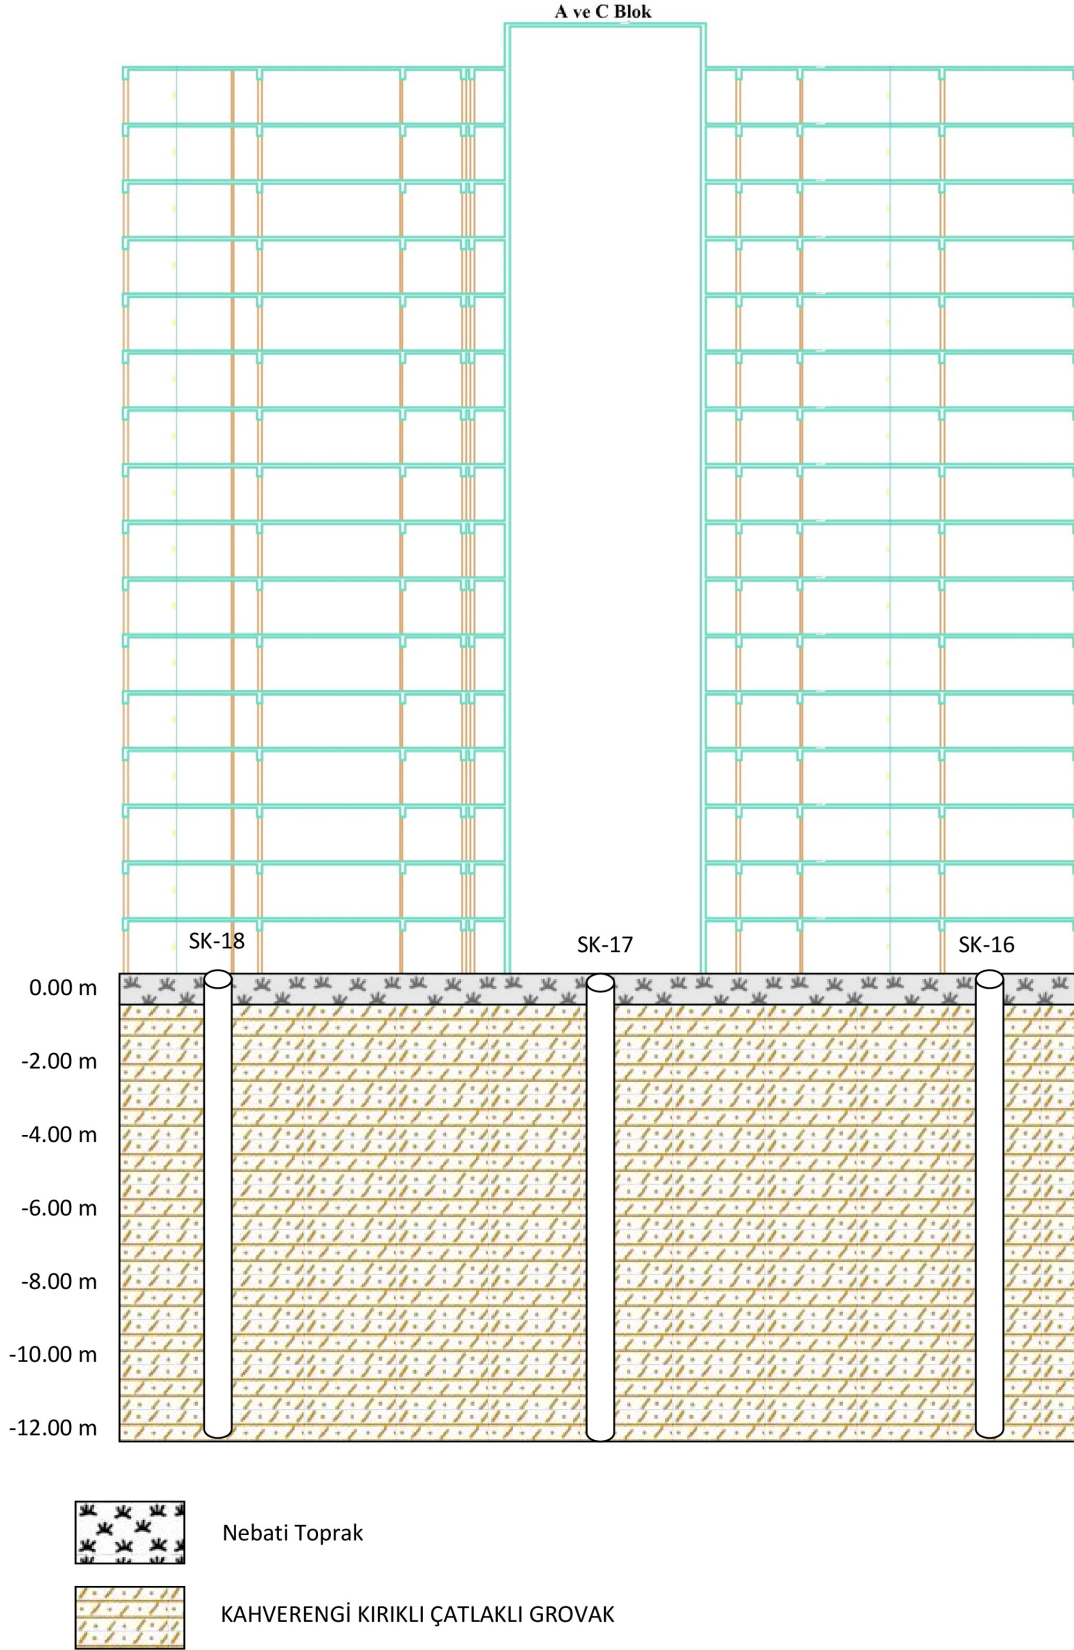 A ve C Blok
SK-18
SK-17
SK-16
0.00 m
-2.00 m
-4.00 m
-6.00 m
-8.00 m
-10.00 m
-12.00 m
Nebati Toprak
KAHVERENGİ KIRIKLI ÇATLAKLI GROVAK